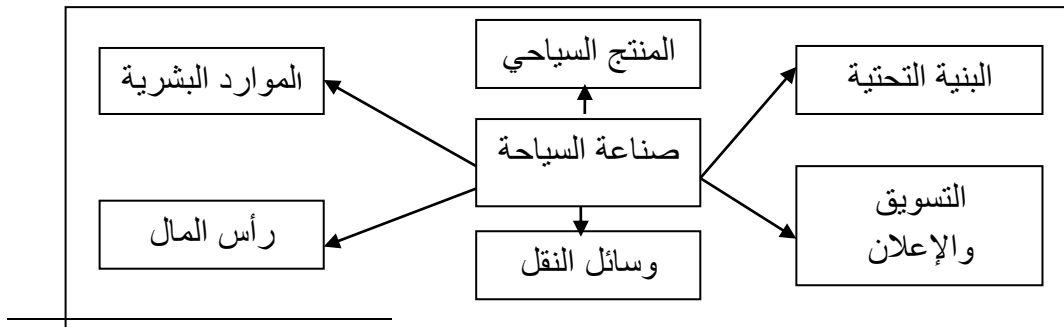 المنتج السياحي
البنية التحتية
الموارد البشرية
صناعة السياحة
التسويق
والإعلان
رأس المال
وسائل النقل